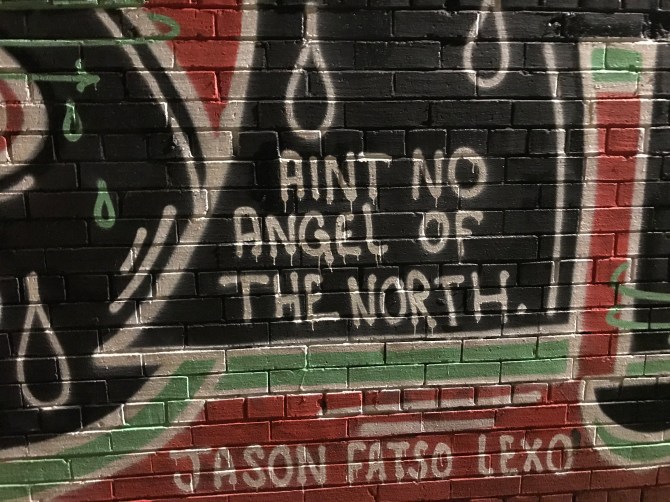 AINT NO
ANGEL OF
THE NORTH.
JASON FATSO LEXO